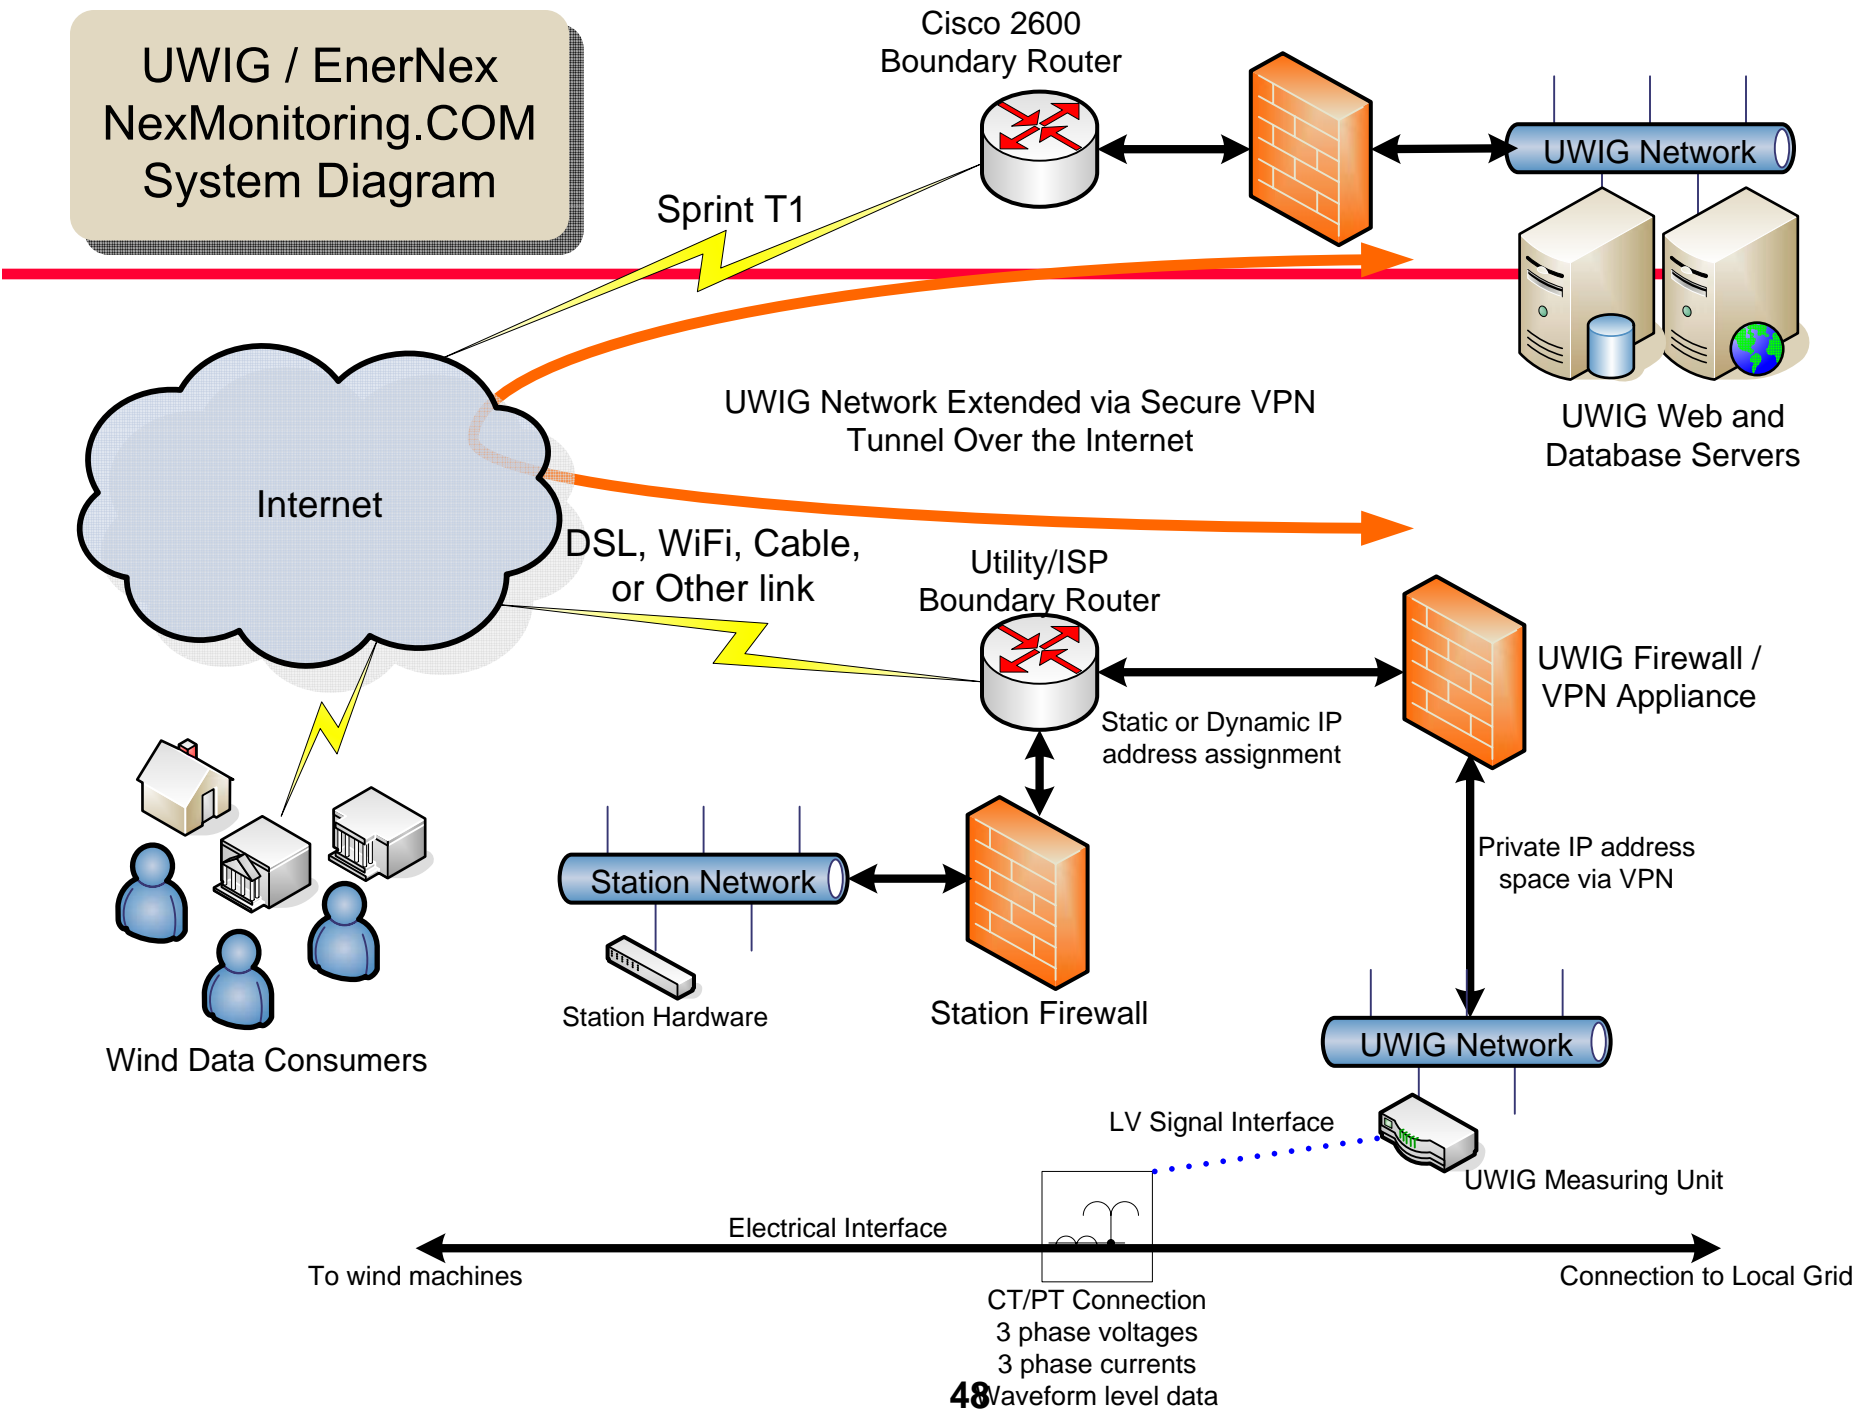 UWIG / EnerNex
NexMonitoring.COM
System Diagram
Cisco 2600
Boundary Router
UWIG Network
Sprint T1
UWIG Network Extended via Secure VPN
Tunnel Over the Internet
UWIG Web and
Database Servers
Internet
DSL, WiFi, Cable,
or Other link
Utility/ISP
Boundary Router
UWIG Firewall /
VPN Appliance
Static or Dynamic IP
address assignment
Private IP address
space via VPN
Station Network
Station Hardware
Station Firewall
Wind Data Consumers
UWIG Network
LV Signal Interface
UWIG Measuring Unit
Electrical Interface
To wind machines
Connection to Local Grid
CT/PT Connection
3 phase voltages
3 phase currents
Waveform level data
48